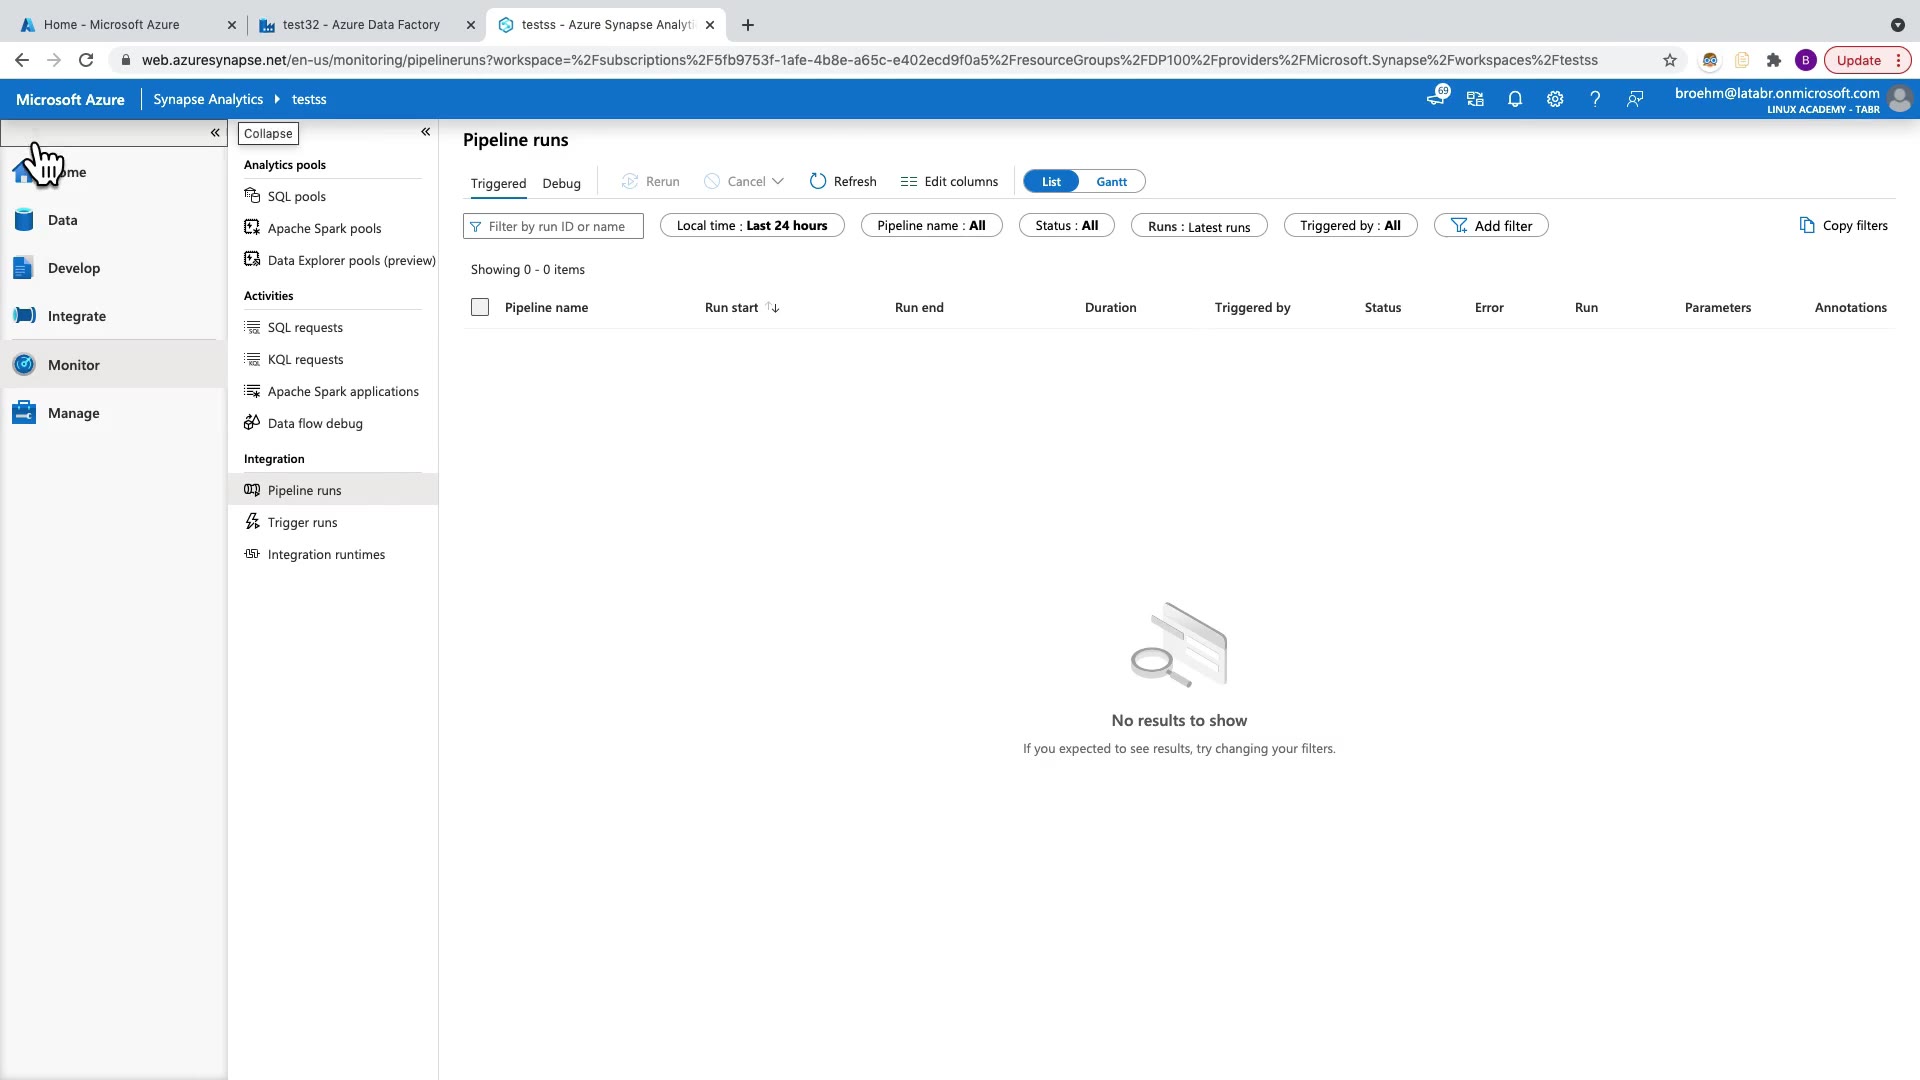 Home - Microsoft Azure
test32 - Azure Data Factory
testss - Azure Synapse Analyti
web.azuresynapse.net/en-us/monitoring/pipelineruns?workspace=%2Fsubscriptions%2F5fb9753f-1afe-4b8e-a65c-e402ecd9f0a5%2FresourceGroups%2FDP100%2Fproviders%2FMicrosoft.Synapse%2Fworkspaces%2Ftestss
B
Update
Microsoft Azure
Synapse Analytics
testss
69
broehm@latabr.onmicrosoft.com
LINUX ACADEMY - TABR
Collapse
ome
Data
Develop
Integrate
Monitor
Manage
Analytics pools
SQL pools
Apache Spark pools
Data Explorer pools (preview)
Activities
SQL requests
KQL requests
Apache Spark applications
Data flow debug
Integration
Pipeline runs
Trigger runs
Integration runtimes
Pipeline runs
Triggered
Debug
Rerun
Cancel
Refresh
Edit columns
List
Gantt
Filter by run ID or name
Local time : Last 24 hours
Pipeline name : All
Status : All
Runs : Latest runs
Triggered by : All
Add filter
Copy filters
Showing 0 - 0 items
Pipeline name
Run start
Run end
Duration
Triggered by
Status
Error
Run
Parameters
Annotations
No results to show
If you expected to see results, try changing your filters.